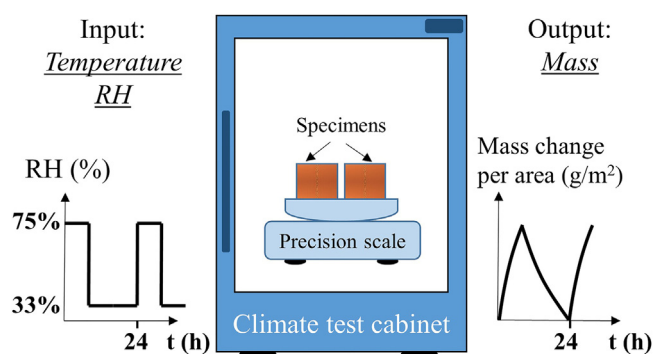 Input:
Temperature
RH
RH (%)
75%
33%
24 t (h)
Specimens
Precision scale
Climate test cabinet
Output:
Mass
Mass change
per area (g/m²)
24 t (h)